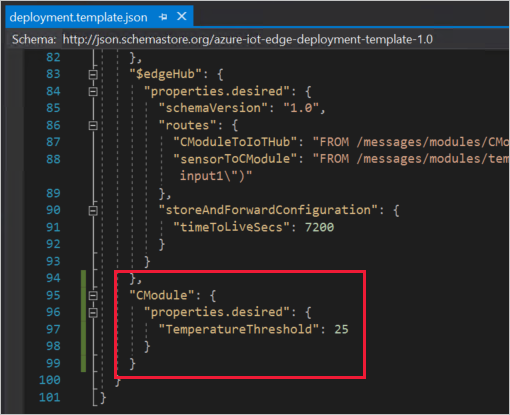 deployment.template.json
Schema: http://json.schemastore.org/azure-iot-edge-deployment-template-1.0
82 },
83 "$edgeHub": {
84 "properties.desired": {
85 "schemaVersion": "1.0",
86 "routes": {
87 "CModuleToIoTHub": "FROM /messages/modules/CMo
88 "sensorToCModule": "FROM /messages/modules/tem
input1\")"
89 },
90 "storeAndForwardConfiguration": {
91 "timeToLiveSecs": 7200
92 }
93 }
94 },
95 "CModule": {
96 "properties.desired": {
97 "TemperatureThreshold": 25
98 }
99 }
100 }
101 }